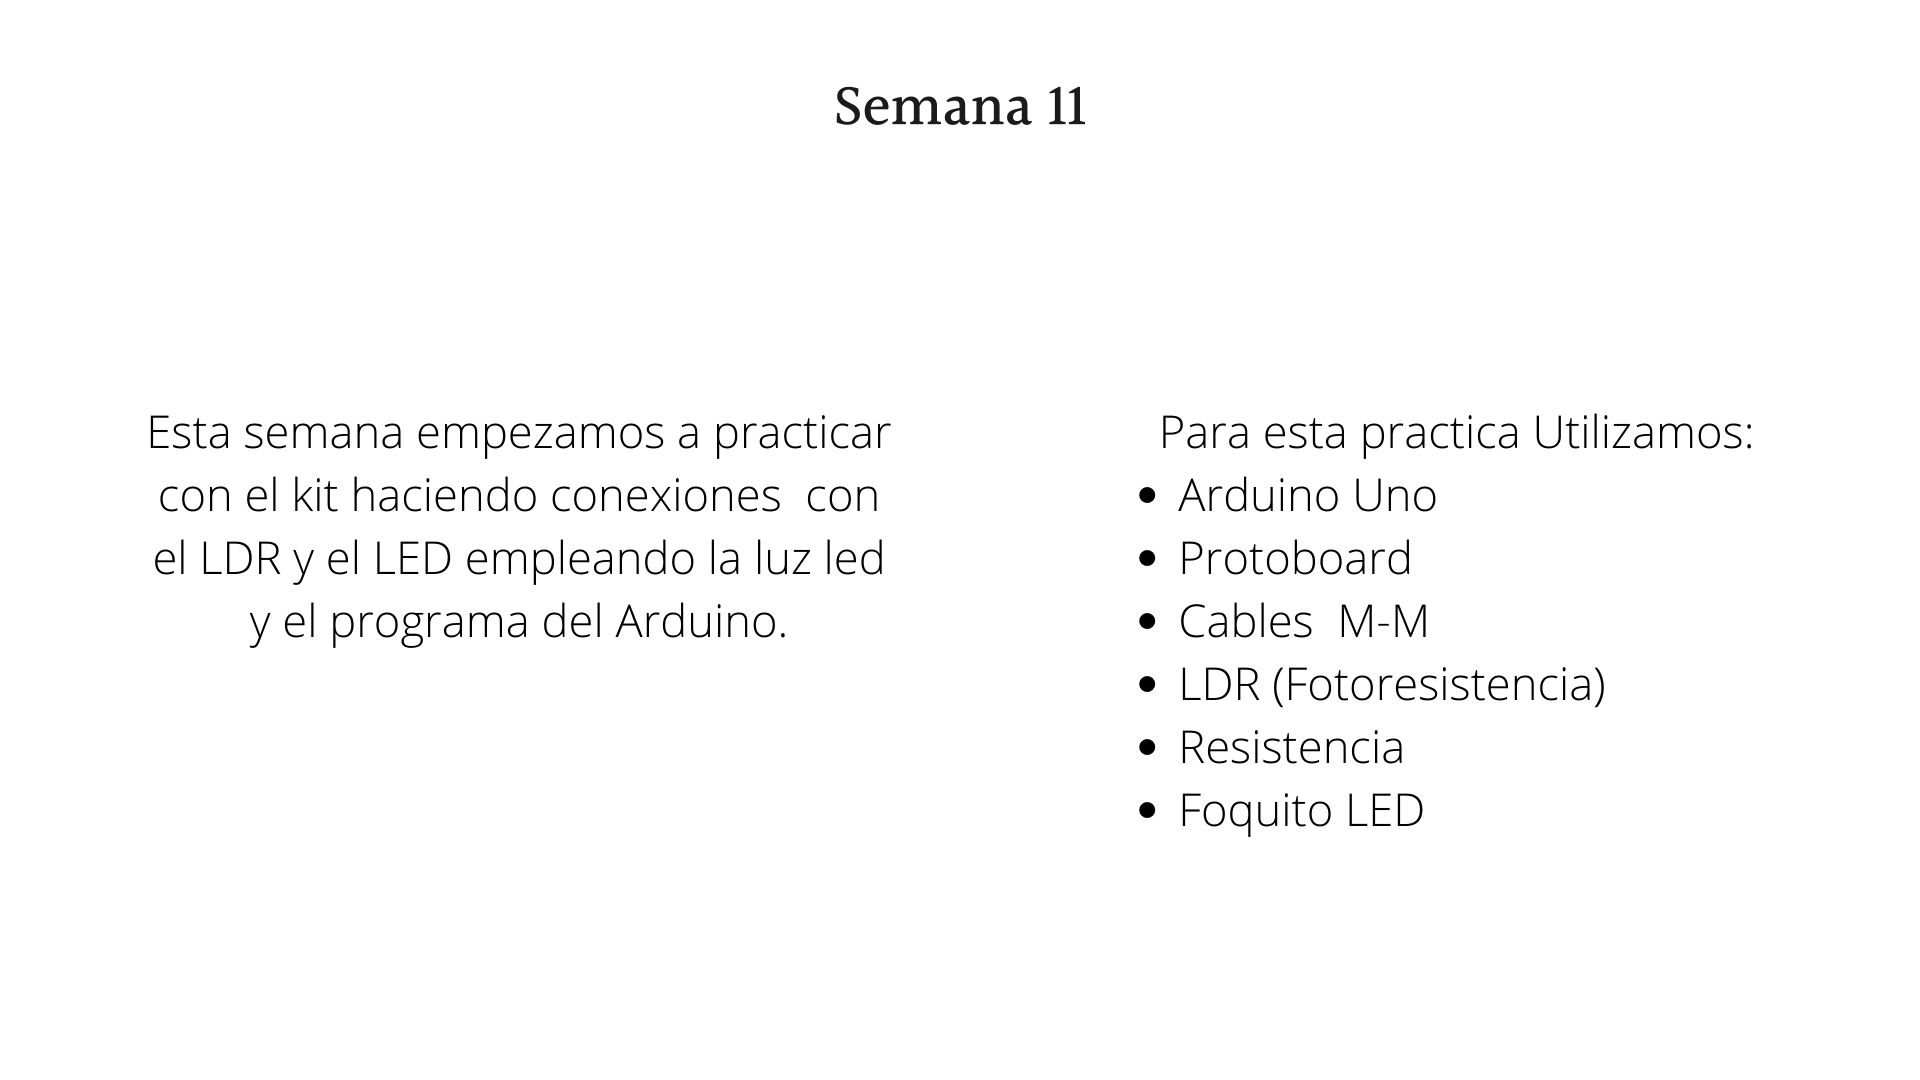 Semana 11
Esta semana empezamos a practicar
con el kit haciendo conexiones  con
el LDR y el LED empleando la luz led
y el programa del Arduino.
Para esta practica Utilizamos:
• Arduino Uno
• Protoboard
• Cables  M-M
• LDR (Fotoresistencia)
• Resistencia
• Foquito LED